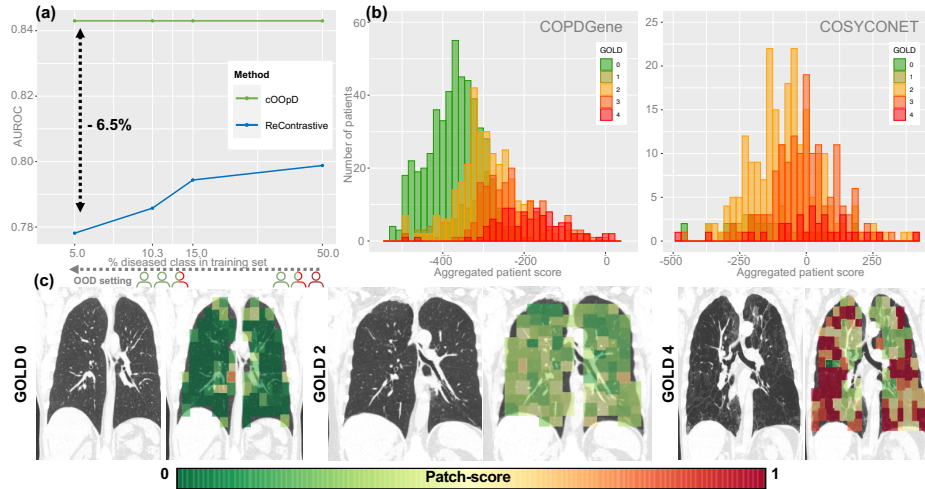 (a)
0.84
0.82
0.80
0.78
AUROC
- 6.5%
Method
cOOpD
ReContrastive
5.0
10.3
15.0
50.0
% diseased class in training set
OOD setting
(b)
COPDGene
60
40
20
0
Number of patients
GOLD
0
1
2
3
4
-400
-200
0
Aggregated patient score
COSYCONET
25
20
15
10
5
0
GOLD
0
1
2
3
4
-500
-250
0
250
Aggregated patient score
(c)
GOLD 0
GOLD 2
GOLD 4
0
Patch-score
1